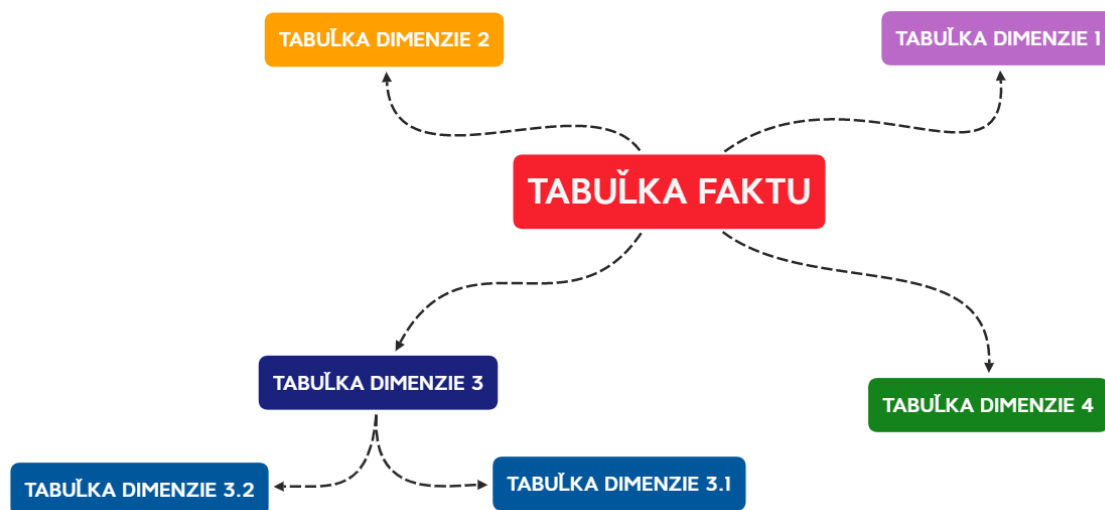 TABUĽKA DIMENZIE 2
TABUĽKA DIMENZIE 1
TABUĽKA FAKTU
TABUĽKA DIMENZIE 3
TABUĽKA DIMENZIE 4
TABUĽKA DIMENZIE 3.2
TABUĽKA DIMENZIE 3.1